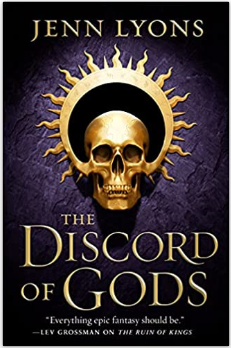 JENN LYONS
THE
DISCORD
OF GODS
"Everything epic fantasy should be."
—LEV GROSSMAN ON THE RUIN OF KINGS